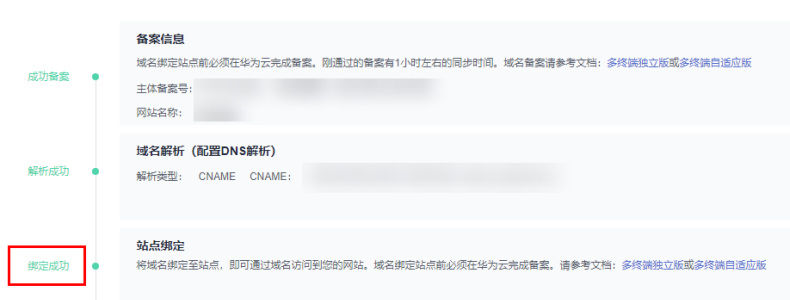 备案信息
成功备案
域名绑定站点前必须在华为云完成备案。刚通过的备案有1小时左右的同步时间。域名备案请参考文档：多终端独立版或多终端自适应版
主体备案号：
网站名称：
域名解析（配置DNS解析）
解析成功
解析类型： CNAME CNAME：
站点绑定
绑定成功
将域名绑定至站点，即可通过域名访问到您的网站。域名绑定站点前必须在华为云完成备案。请参考文档：多终端独立版或多终端自适应版